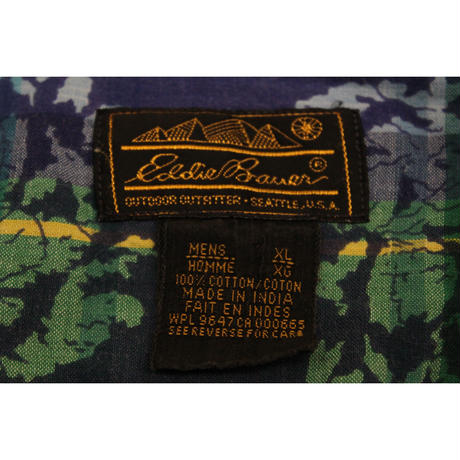 Eddie Bauer ®
OUTDOOR OUTFITTER · SEATTLE, U.S.A.
MENS XL
HOMME XG
100% COTTON/COTON
MADE IN INDIA
FAIT EN INDES
WPL 9647 CA 000665
SEE REVERSE FOR CARE